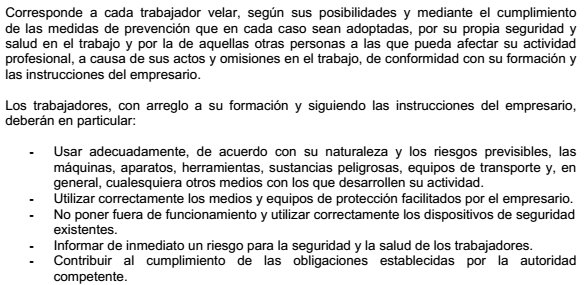 Corresponde a cada trabajador velar, según sus posibilidades y mediante el cumplimiento
de las medidas de prevención que en cada caso sean adoptadas, por su propia seguridad y
salud en el trabajo y por la de aquellas otras personas a las que pueda afectar su actividad
profesional, a causa de sus actos y omisiones en el trabajo, de conformidad con su formación y
las instrucciones del empresario.
Los trabajadores, con arreglo a su formación y siguiendo las instrucciones del empresario,
deberán en particular:
- Usar adecuadamente, de acuerdo con su naturaleza y los riesgos previsibles, las
máquinas, aparatos, herramientas, sustancias peligrosas, equipos de transporte y, en
general, cualesquiera otros medios con los que desarrollen su actividad.
- Utilizar correctamente los medios y equipos de protección facilitados por el empresario.
- No poner fuera de funcionamiento y utilizar correctamente los dispositivos de seguridad
existentes.
- Informar de inmediato un riesgo para la seguridad y la salud de los trabajadores.
- Contribuir al cumplimiento de las obligaciones establecidas por la autoridad
competente.